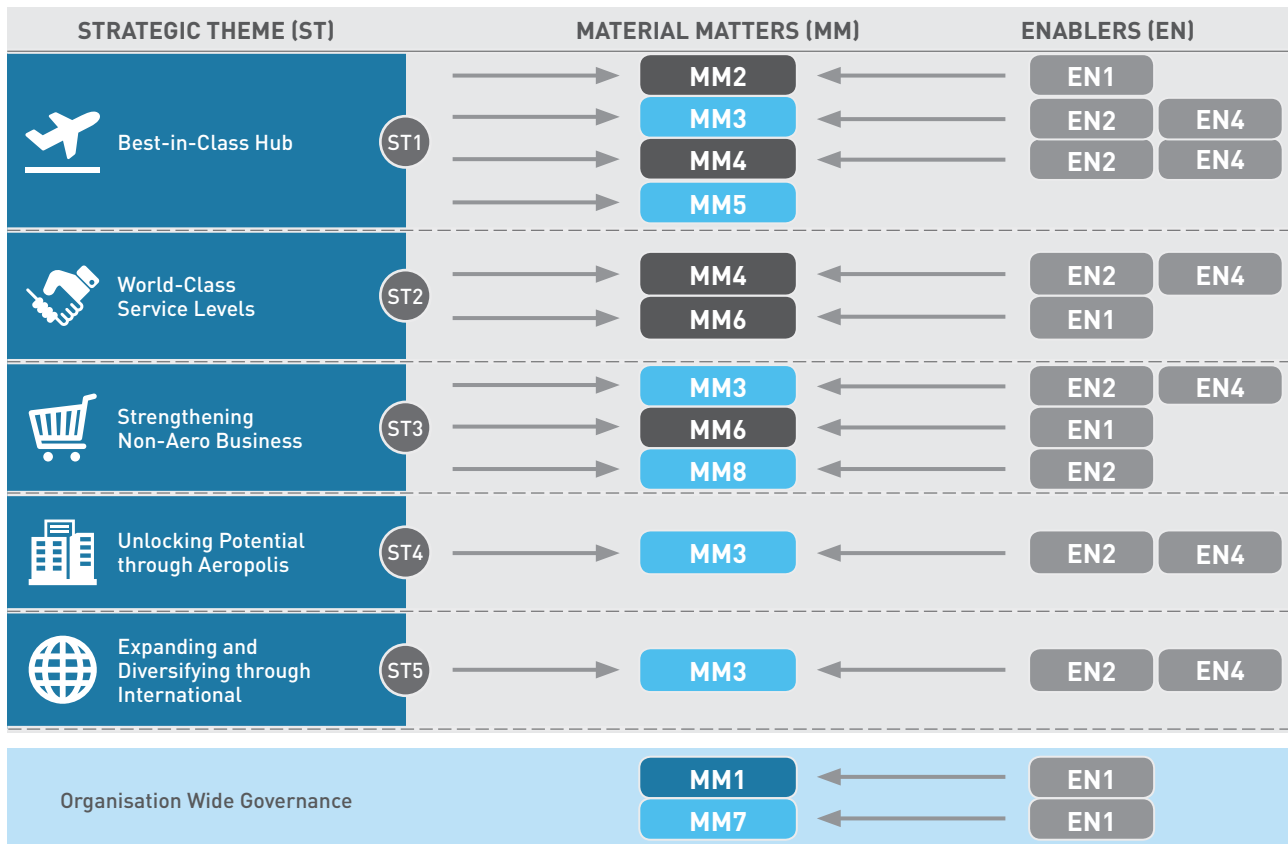 STRATEGIC THEME (ST) MATERIAL MATTERS (MM) ENABLERS (EN)
Best-in-Class Hub
ST1
MM2 EN1
MM3 EN2 EN4
MM4 EN2 EN4
MM5
World-Class
Service Levels
ST2
MM4 EN2 EN4
MM6 EN1
Strengthening
Non-Aero Business
ST3
MM3 EN2 EN4
MM6 EN1
MM8 EN2
Unlocking Potential
through Aeropolis
ST4
MM3 EN2 EN4
Expanding and
Diversifying through
International
ST5
MM3 EN2 EN4
Organisation Wide Governance
MM1 EN1
MM7 EN1